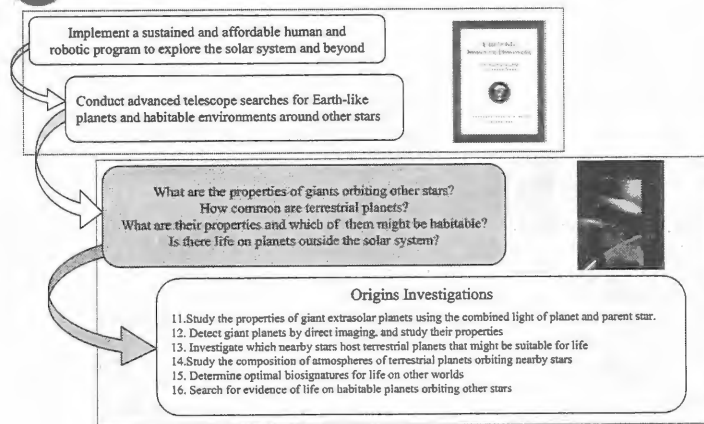 Implement a sustained and affordable human and
robotic program to explore the solar system and beyond
Conduct advanced telescope searches for Earth-like
planets and habitable environments around other stars
What are the properties of giants orbiting other stars?
How common are terrestrial planets?
What are their properties and which of them might be habitable?
Is there life on planets outside the solar system?
Origins Investigations
11.Study the properties of giant extrasolar planets using the combined light of planet and parent star.
12. Detect giant planets by direct imaging, and study their properties
13. Investigate which nearby stars host terrestrial planets that might be suitable for life
14.Study the composition of atmospheres of terrestrial planets orbiting nearby stars
15. Determine optimal biosignatures for life on other worlds
16. Search for evidence of life on habitable planets orbiting other stars